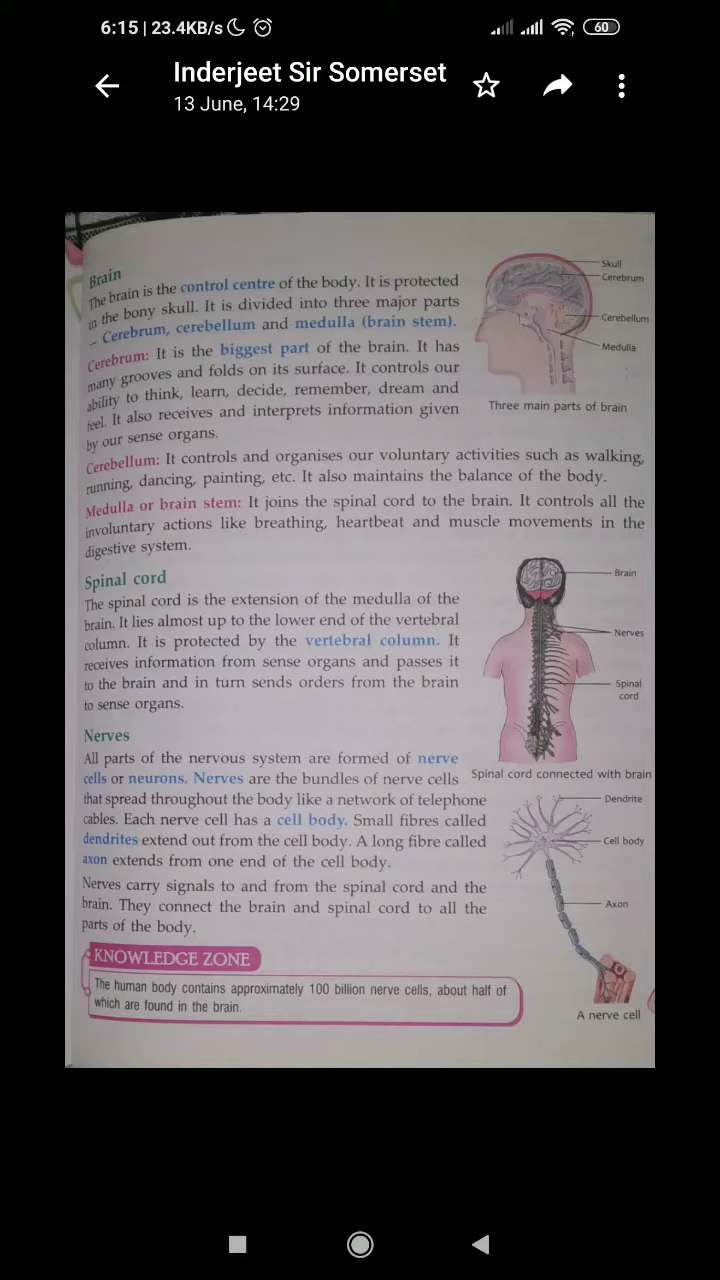 6:15 | 23.4KB/s
60
Inderjeet Sir Somerset
13 June, 14:29
Brain
The brain is the control centre of the body. It is protected
in the bony skull. It is divided into three major parts
– Cerebrum, cerebellum and medulla (brain stem).
Cerebrum: It is the biggest part of the brain. It has
many grooves and folds on its surface. It controls our
ability to think, learn, decide, remember, dream and
feel. It also receives and interprets information given
by our sense organs.
Skull
Cerebrum
Cerebellum
Medulla
Three main parts of brain
Cerebellum: It controls and organises our voluntary activities such as walking,
running, dancing, painting, etc. It also maintains the balance of the body.
Medulla or brain stem: It joins the spinal cord to the brain. It controls all the
involuntary actions like breathing, heartbeat and muscle movements in the
digestive system.
Spinal cord
The spinal cord is the extension of the medulla of the
brain. It lies almost up to the lower end of the vertebral
column. It is protected by the vertebral column. It
receives information from sense organs and passes it
to the brain and in turn sends orders from the brain
to sense organs.
Brain
Nerves
Spinal
cord
Spinal cord connected with brain
Nerves
All parts of the nervous system are formed of nerve
cells or neurons. Nerves are the bundles of nerve cells
that spread throughout the body like a network of telephone
cables. Each nerve cell has a cell body. Small fibres called
dendrites extend out from the cell body. A long fibre called
axon extends from one end of the cell body.
Nerves carry signals to and from the spinal cord and the
brain. They connect the brain and spinal cord to all the
parts of the body.
Dendrite
Cell body
Axon
A nerve cell
KNOWLEDGE ZONE
The human body contains approximately 100 billion nerve cells, about half of
which are found in the brain.